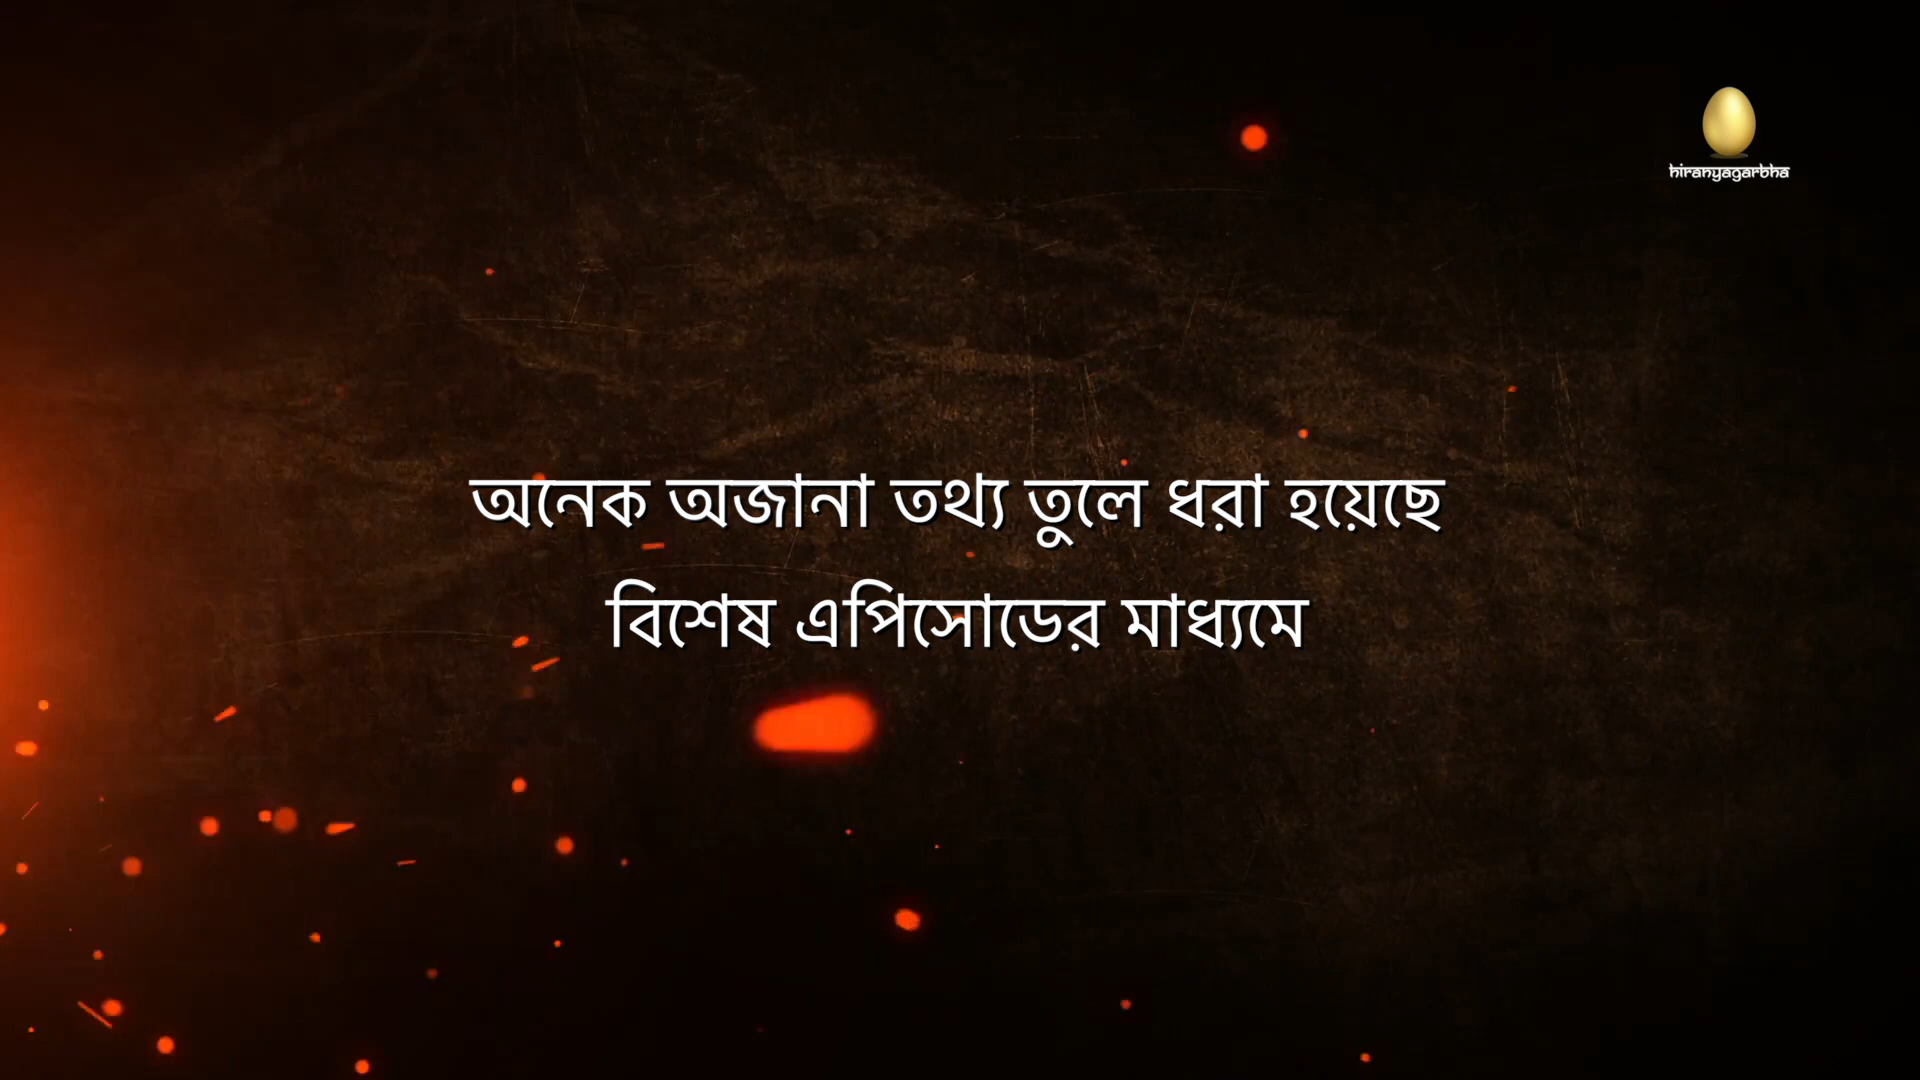 hiranyagarbha
অনেক অজানা তথ্য তুলে ধরা হয়েছে
বিশেষ এপিসোডের মাধ্যমে